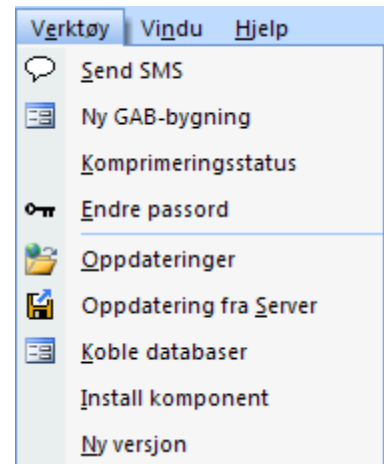 Verktøy Vindu Hjelp
Send SMS
Ny GAB-bygning
Komprimeringsstatus
Endre passord
Oppdateringer
Oppdatering fra Server
Koble databaser
Install komponent
Ny versjon